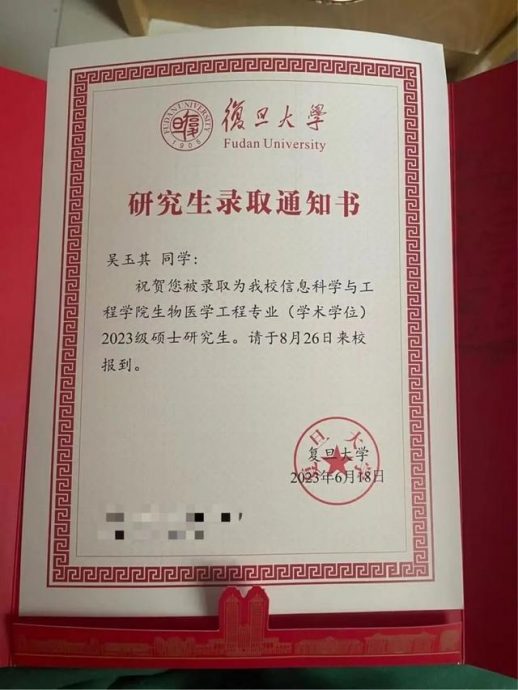 FUDAN UNIVERSITY
1905
復旦大學
Fudan University
研究生录取通知书
吴玉其 同学:
祝贺您被录取为我校信息科学与工
程学院生物医学工程专业（学术学位）
2023级硕士研究生。请于8月26日来校
报到。
复旦大学
复旦大学
2023年6月18日